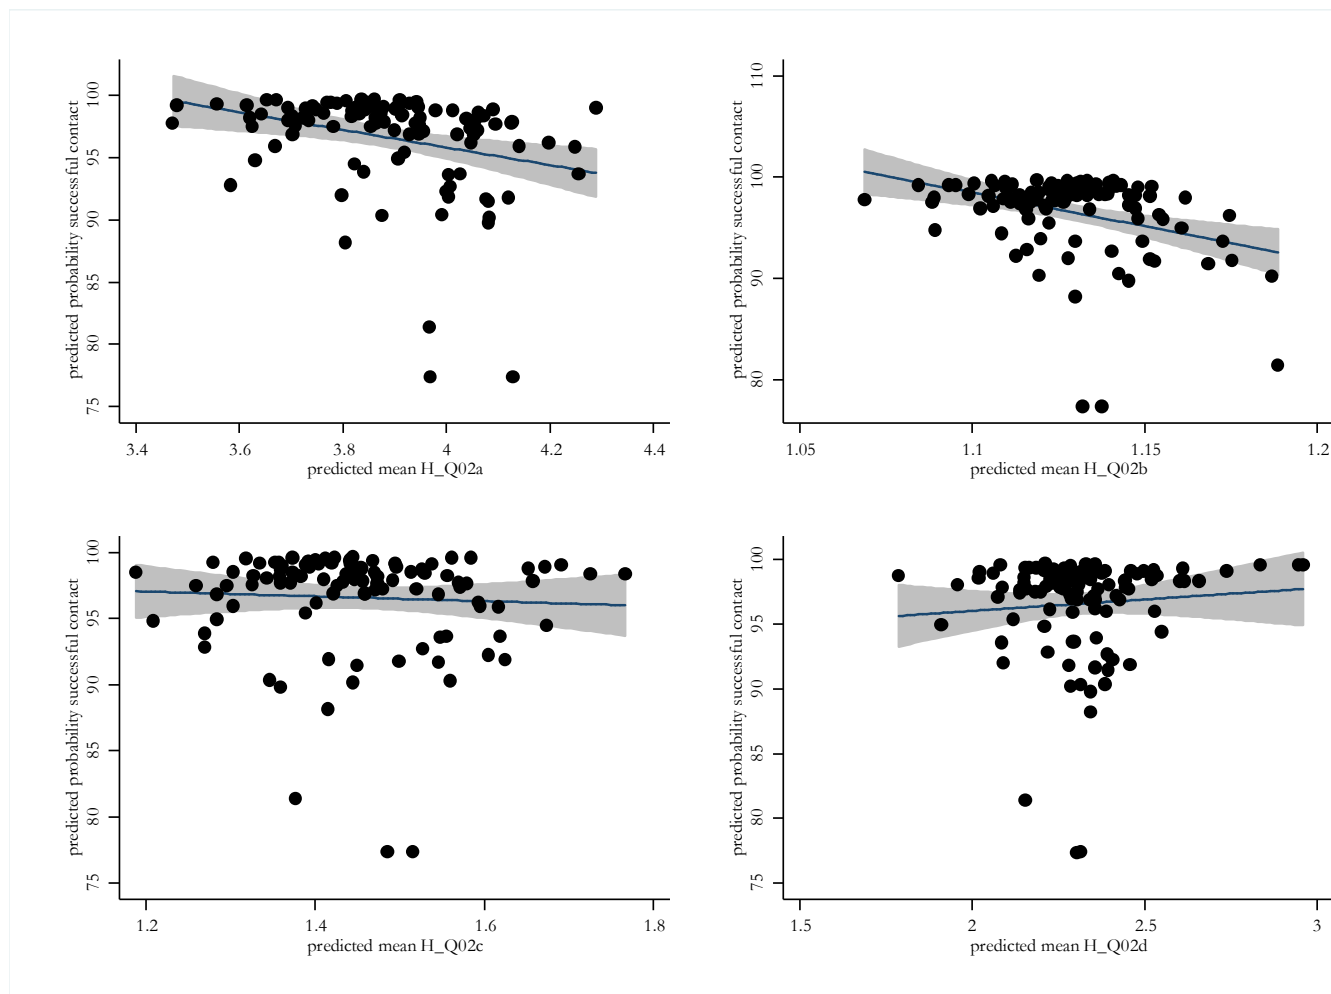 predicted probability successful contact
100
95
90
85
80
75
3.4 3.6 3.8 4 4.2 4.4
predicted mean H_Q02a
predicted probability successful contact
110
100
90
80
1.05 1.1 1.15 1.2
predicted mean H_Q02b
predicted probability successful contact
100
95
90
85
80
75
1.2 1.4 1.6 1.8
predicted mean H_Q02c
predicted probability successful contact
100
95
90
85
80
75
1.5 2 2.5 3
predicted mean H_Q02d